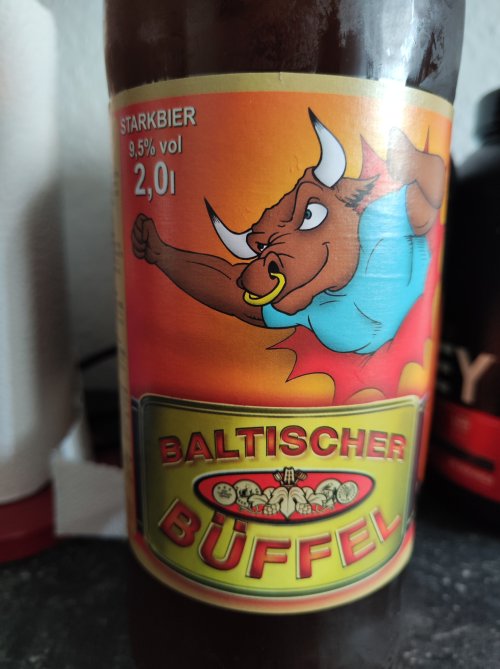 STARKBIER
9,5% vol
2,0l
BALTISCHER
BÜFFEL
Y